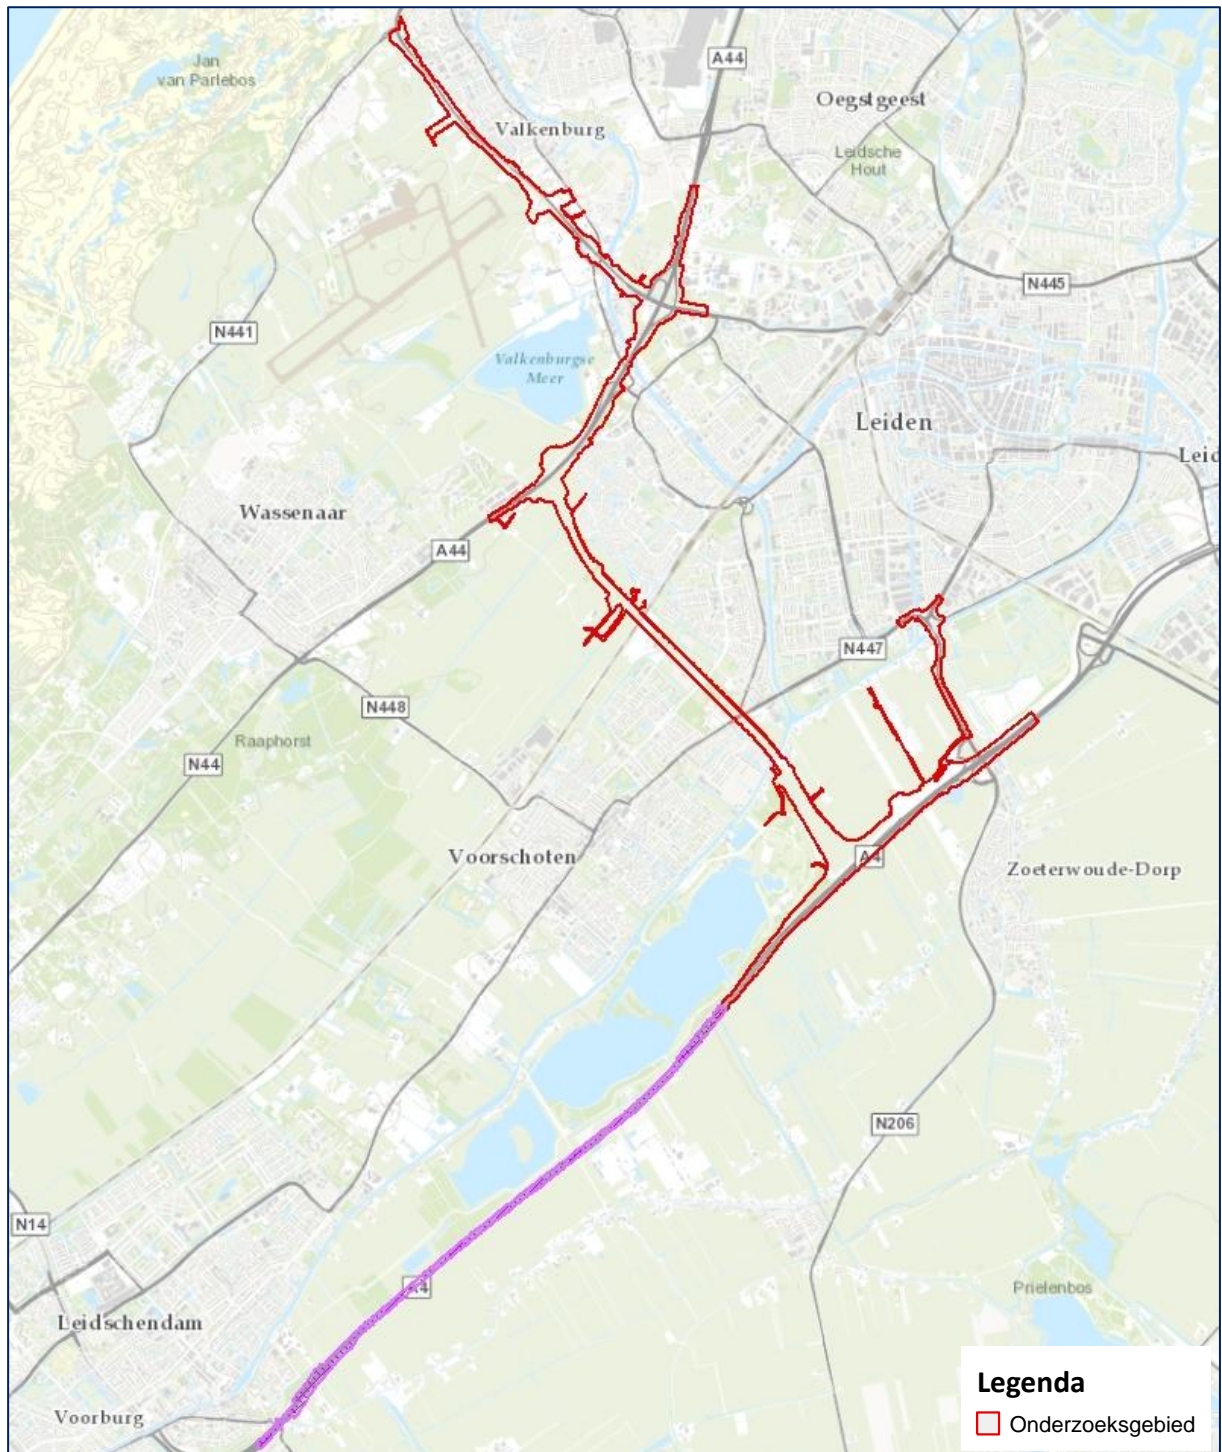 Jan
van Parlebos
A44
Oegstgeest
Valkenburg
Leidsche
Hout
N445
N441
Valkenburgse
Meer
Leiden
Leid
Wassenaar
A44
N447
N448
Raaphorst
N44
Voorschoten
A4
Zoeterwoude-Dorp
N206
N14
A4
Prielenbos
Leidschendam
Voorburg
Legenda
Onderzoeksgebied